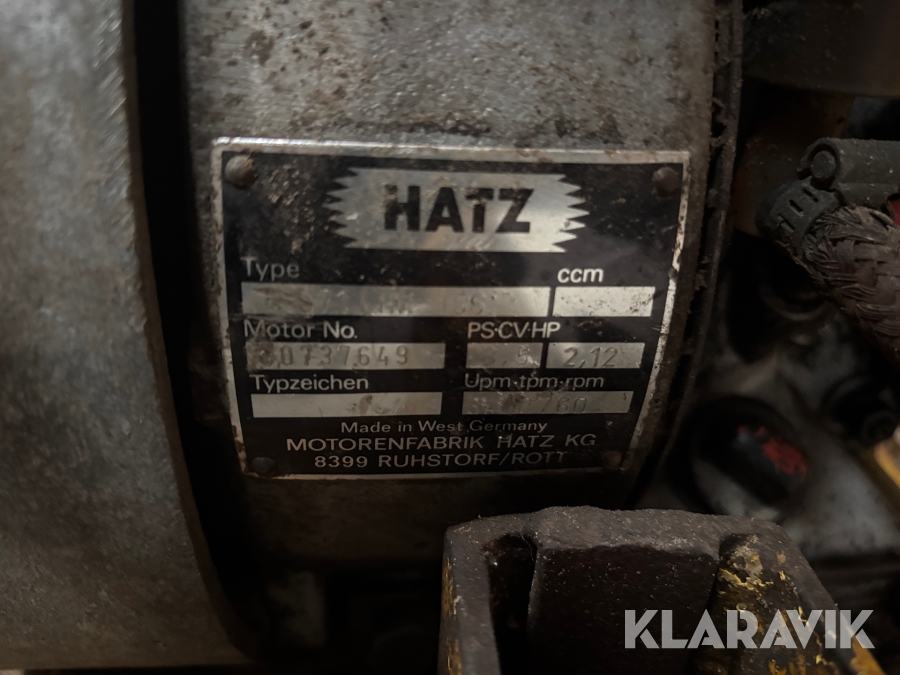 HATZ
Type ccm
Motor No. PS·CV·HP
30737649 2,12
Typzeichen Upm·tpm·rpm
Made in West Germany
MOTORENFABRIK HATZ KG
8399 RUHSTORF/ROTT
KLARAVIK